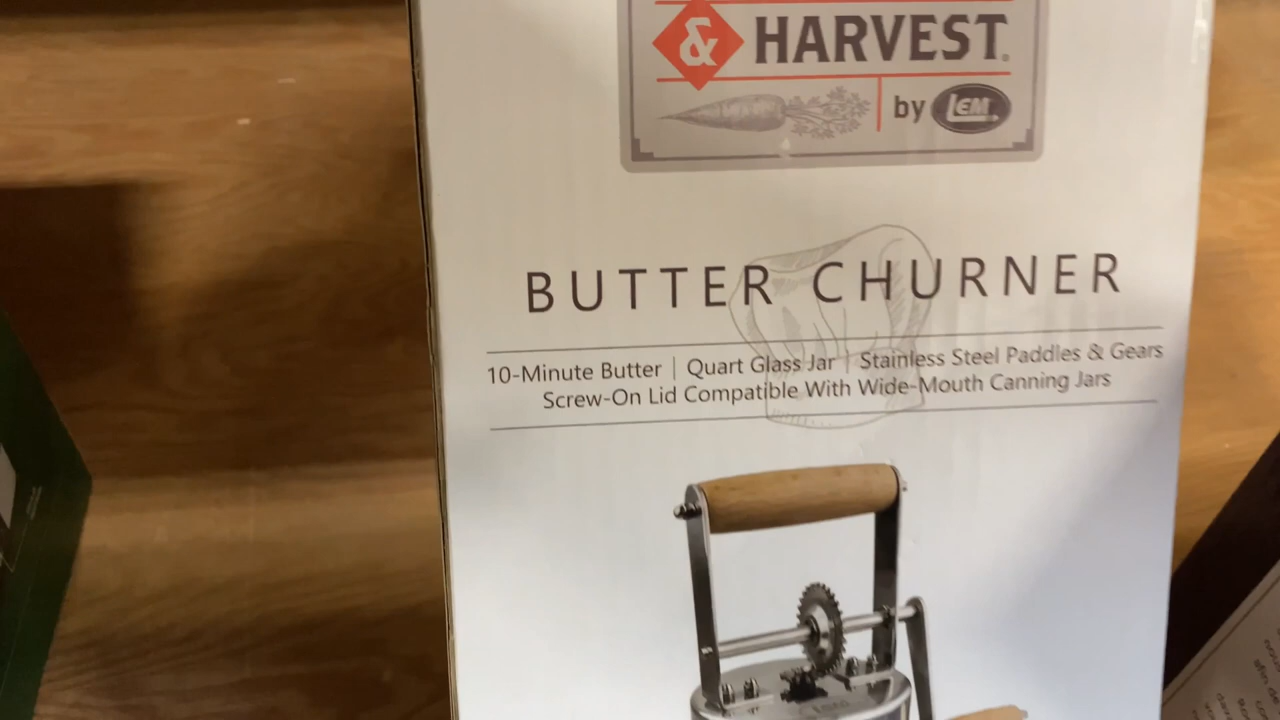 & HARVEST®
by LEM
BUTTER CHURNER
10-Minute Butter | Quart Glass Jar | Stainless Steel Paddles & Gears
Screw-On Lid Compatible With Wide-Mouth Canning Jars